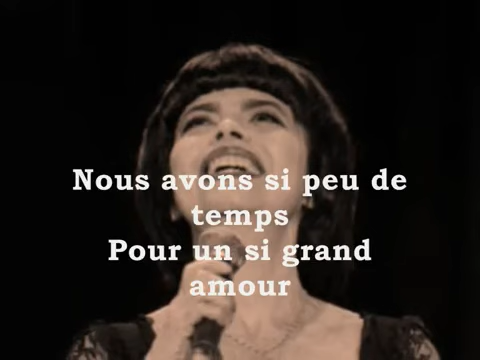 Nous avons si peu de
temps
Pour un si grand
amour